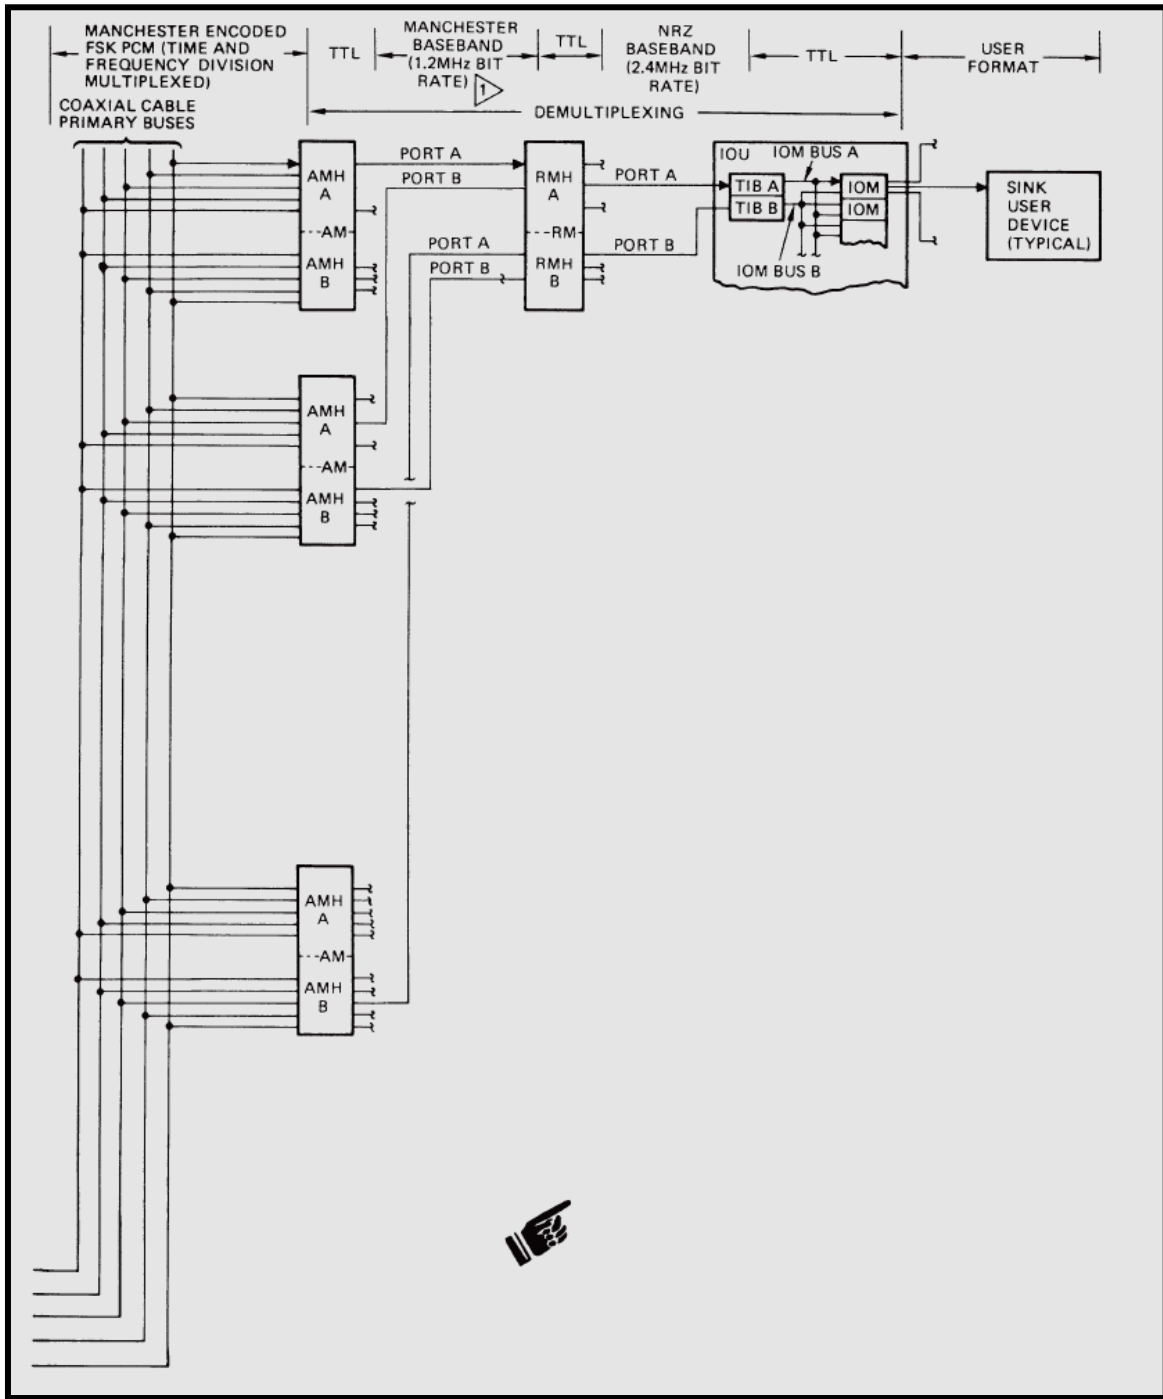 MANCHESTER ENCODED
FSK PCM (TIME AND
FREQUENCY DIVISION
MULTIPLEXED)
TTL
MANCHESTER
BASEBAND
(1.2MHz BIT
RATE)
1
TTL
NRZ
BASEBAND
(2.4MHz BIT
RATE)
TTL
USER
FORMAT
COAXIAL CABLE
PRIMARY BUSES
DEMULTIPLEXING
AMH
A
AM
AMH
B
PORT A
PORT B
PORT A
PORT B
RMH
A
RM
RMH
B
PORT A
PORT B
IOU
IOM BUS A
TIB A
TIB B
IOM
IOM
IOM BUS B
SINK
USER
DEVICE
(TYPICAL)
AMH
A
AM
AMH
B
AMH
A
AM
AMH
B